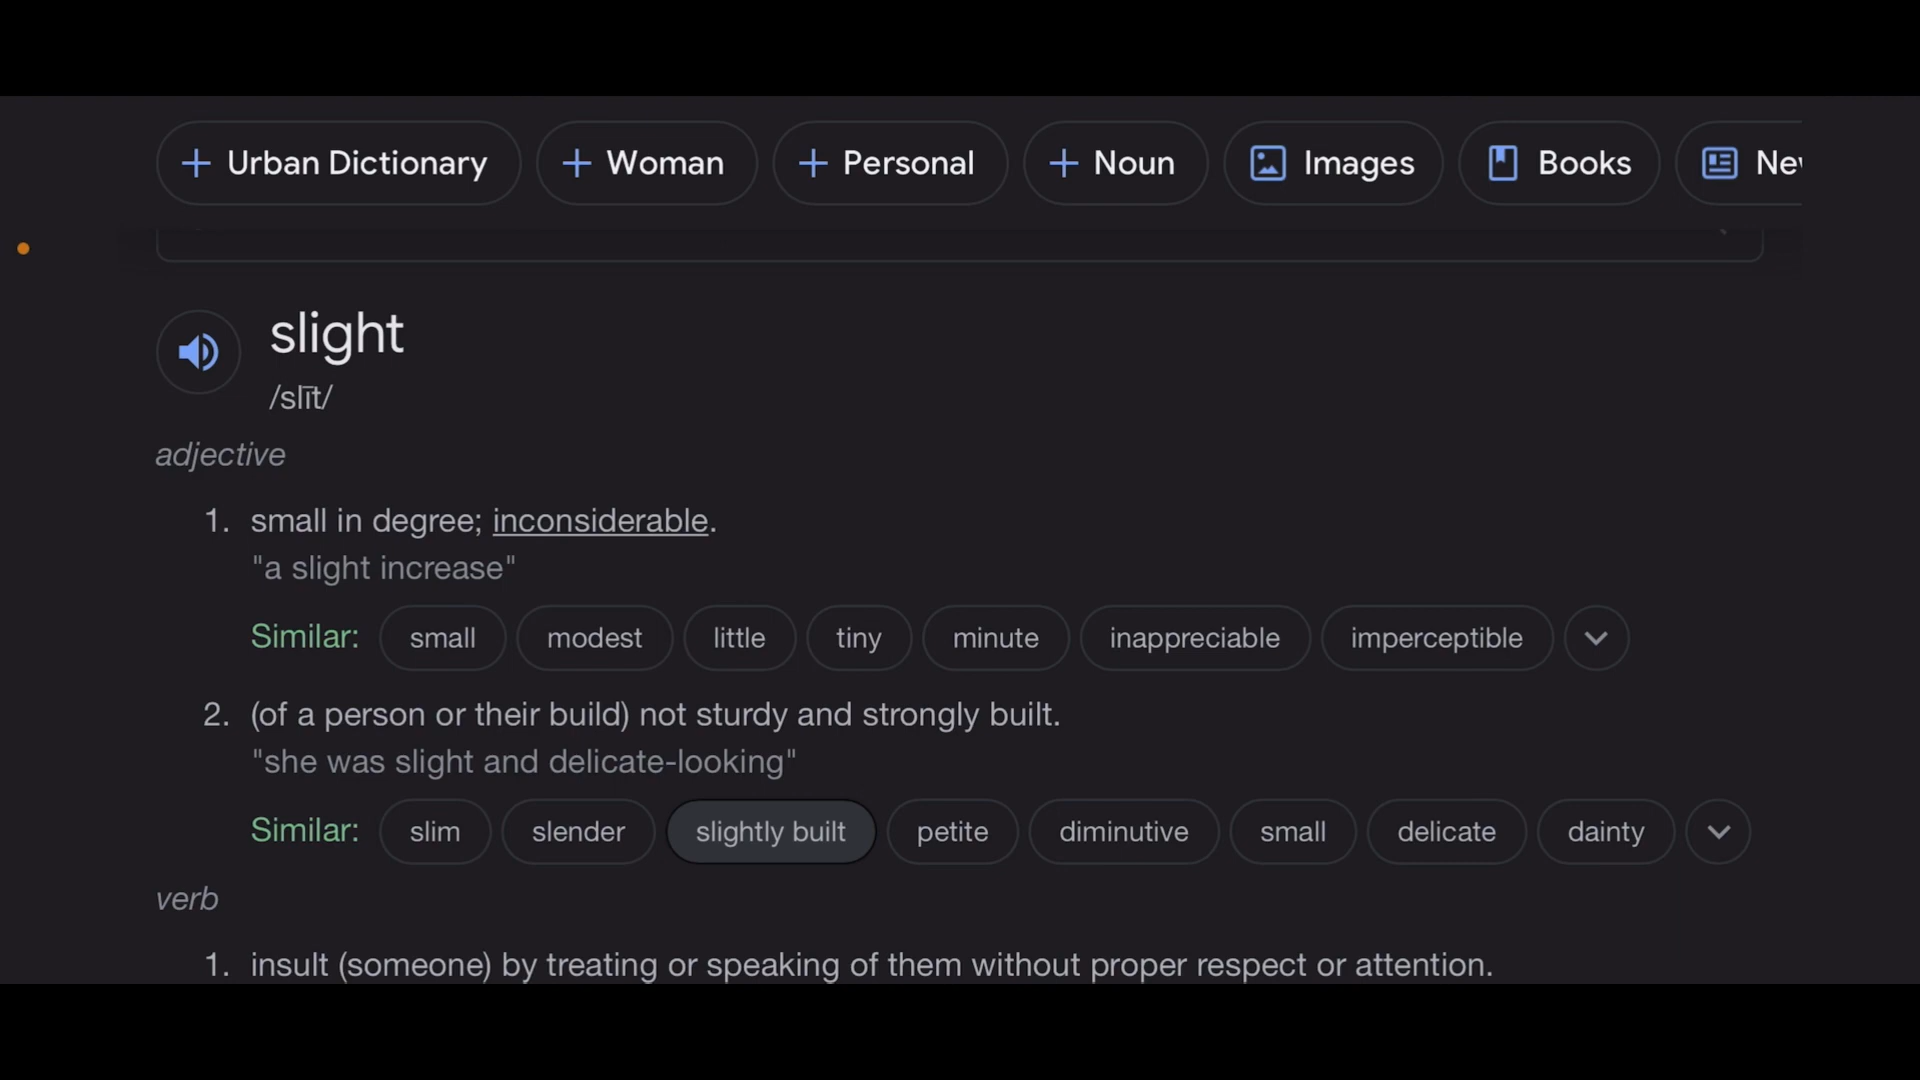 Urban Dictionary Woman Personal Noun Images Books
slight
/slīt/
adjective
1. small in degree; inconsiderable.
"a slight increase"
Similar: small modest little tiny minute inappreciable imperceptible
2. (of a person or their build) not sturdy and strongly built.
"she was slight and delicate-looking"
Similar: slim slender slightly built petite diminutive small delicate dainty
verb
1. insult (someone) by treating or speaking of them without proper respect or attention.